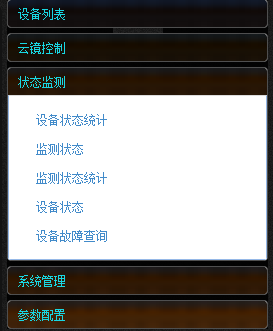 设备列表
云镜控制
状态监测
设备状态统计
监测状态
监测状态统计
设备状态
设备故障查询
系统管理
参数配置